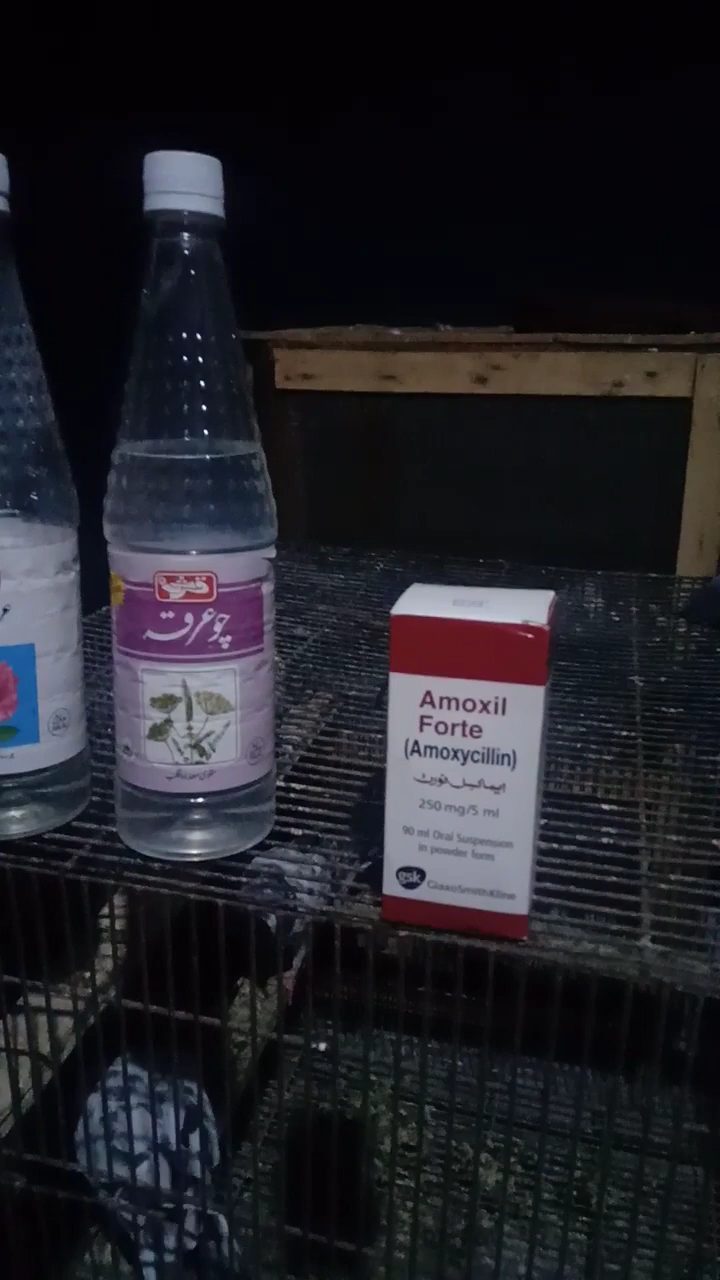 قرشی
چوعرقہ
Amoxil
Forte
(Amoxycillin)
ایماکسل فورٹ
250 mg/5 ml
90 ml Oral Suspension
in powder form
gsk GlaxoSmithKline